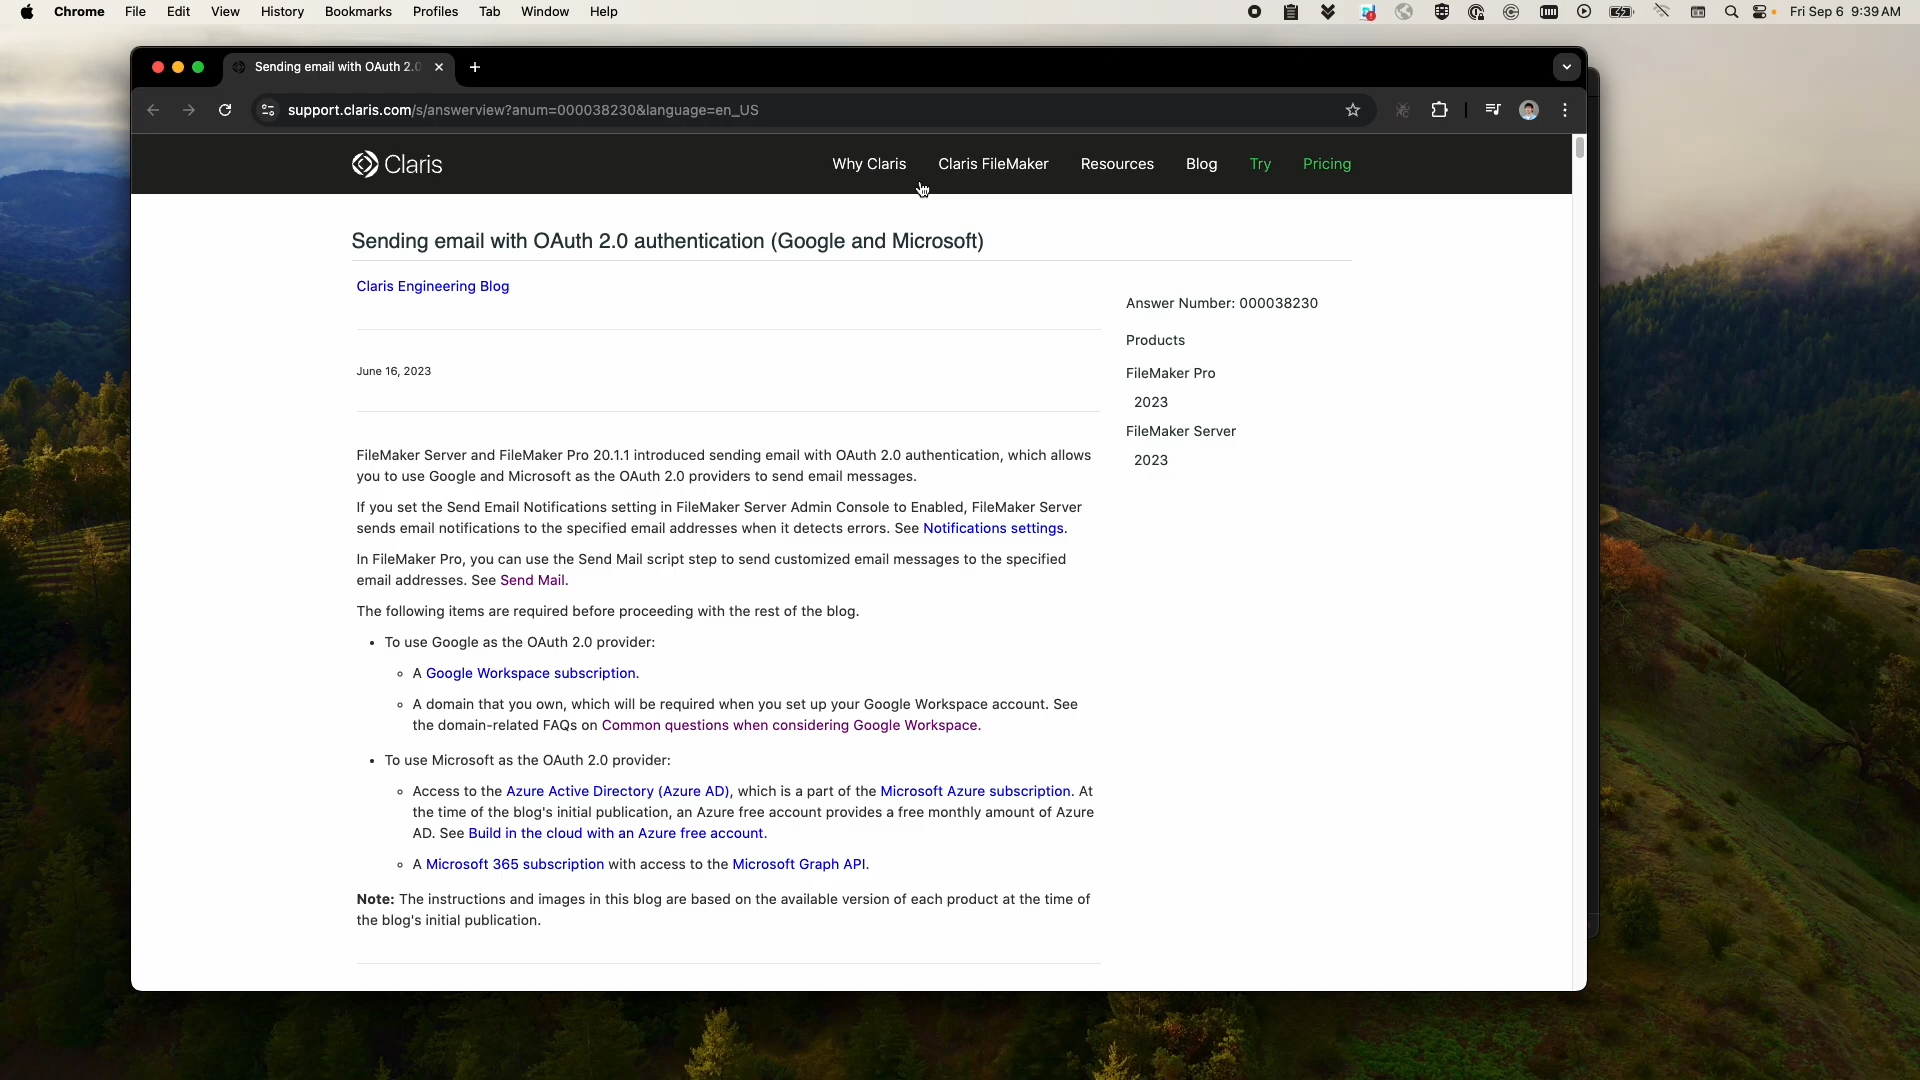 Chrome File Edit View History Bookmarks Profiles Tab Window Help Fri Sep 6 9:39 AM
Sending email with OAuth 2.0
support.claris.com/s/answerview?anum=000038230&language=en_US
Claris Why Claris Claris FileMaker Resources Blog Try Pricing
Sending email with OAuth 2.0 authentication (Google and Microsoft)
Claris Engineering Blog
Answer Number: 000038230
Products
FileMaker Pro
2023
FileMaker Server
2023
June 16, 2023
FileMaker Server and FileMaker Pro 20.1.1 introduced sending email with OAuth 2.0 authentication, which allows
you to use Google and Microsoft as the OAuth 2.0 providers to send email messages.
If you set the Send Email Notifications setting in FileMaker Server Admin Console to Enabled, FileMaker Server
sends email notifications to the specified email addresses when it detects errors. See Notifications settings.
In FileMaker Pro, you can use the Send Mail script step to send customized email messages to the specified
email addresses. See Send Mail.
The following items are required before proceeding with the rest of the blog.
• To use Google as the OAuth 2.0 provider:
◦ A Google Workspace subscription.
◦ A domain that you own, which will be required when you set up your Google Workspace account. See
the domain-related FAQs on Common questions when considering Google Workspace.
• To use Microsoft as the OAuth 2.0 provider:
◦ Access to the Azure Active Directory (Azure AD), which is a part of the Microsoft Azure subscription. At
the time of the blog's initial publication, an Azure free account provides a free monthly amount of Azure
AD. See Build in the cloud with an Azure free account.
◦ A Microsoft 365 subscription with access to the Microsoft Graph API.
Note: The instructions and images in this blog are based on the available version of each product at the time of
the blog's initial publication.